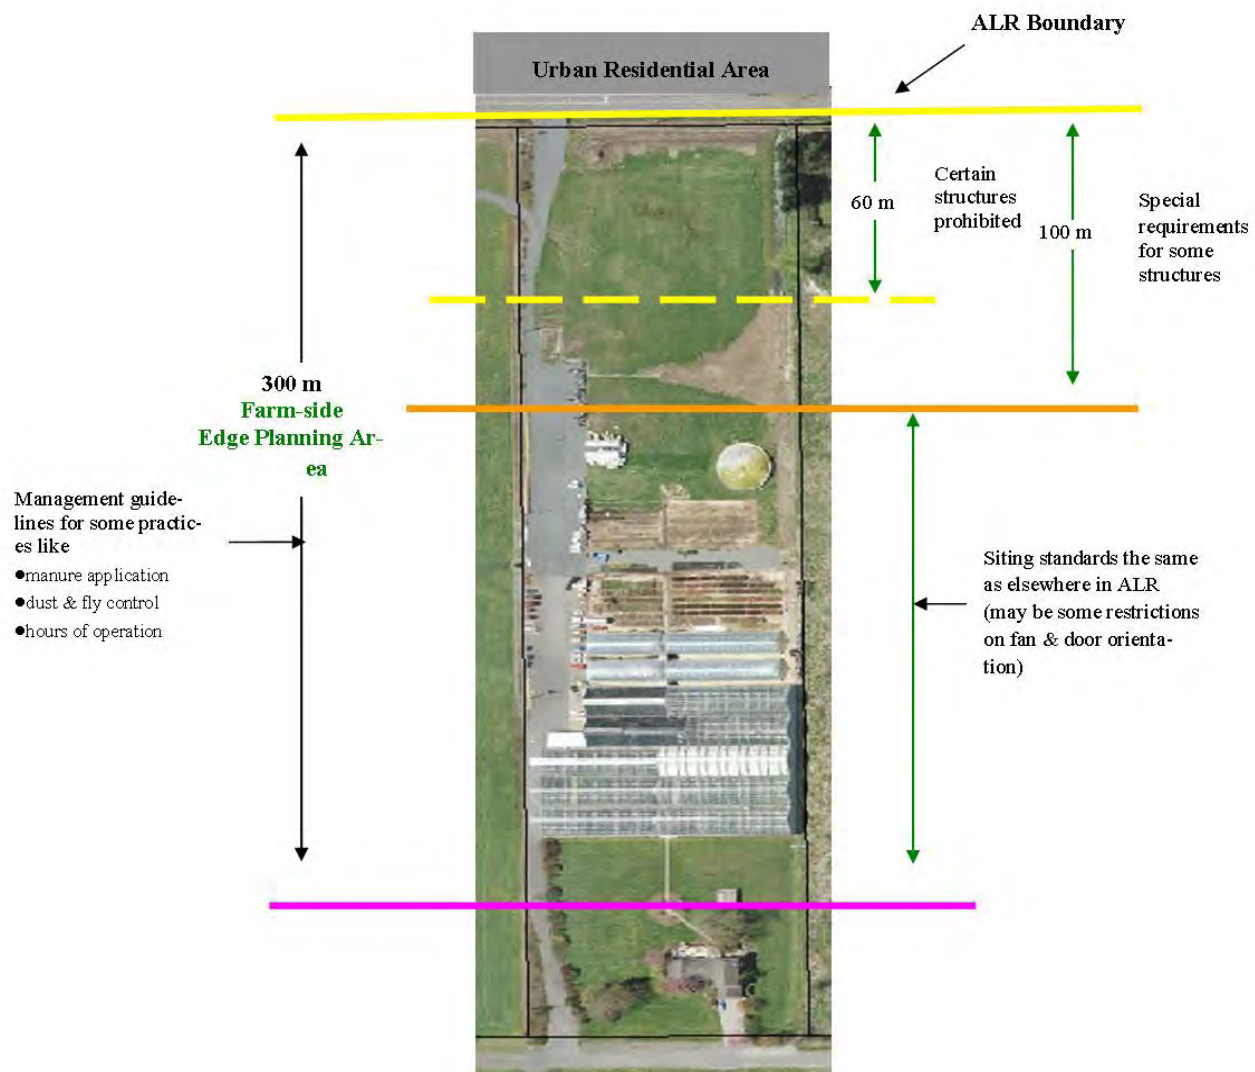 ALR Boundary
Urban Residential Area
60 m
Certain
structures
prohibited
100 m
Special
requirements
for some
structures
300 m
Farm-side
Edge Planning Ar-
ea
Management guide-
lines for some practic-
es like
●manure application
●dust & fly control
●hours of operation
Siting standards the same
as elsewhere in ALR
(may be some restrictions
on fan & door orienta-
tion)